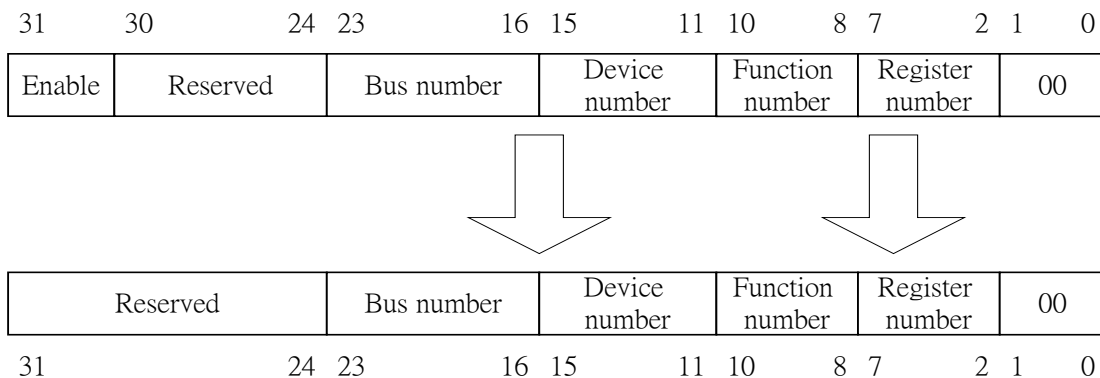 31 30 24 23 16 15 11 10 8 7 2 1 0
Enable Reserved Bus number Device number Function number Register number 00
Reserved Bus number Device number Function number Register number 00
31 24 23 16 15 11 10 8 7 2 1 0